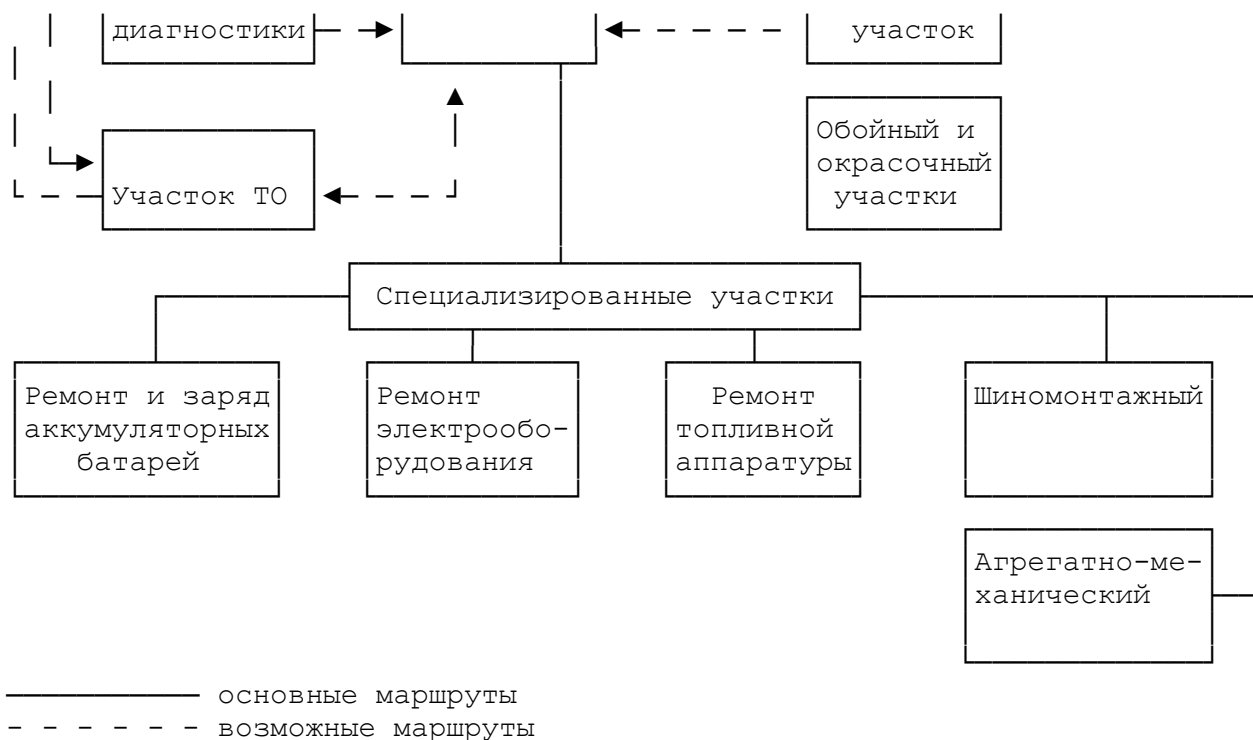 диагностики
участок
Обойный и
окрасочный
участки
Участок ТО
Специализированные участки
Ремонт и заряд
аккумуляторных
батарей
Ремонт
электрообо-
рудования
Ремонт
топливной
аппаратуры
Шиномонтажный
Агрегатно-ме-
ханический
основные маршруты
возможные маршруты